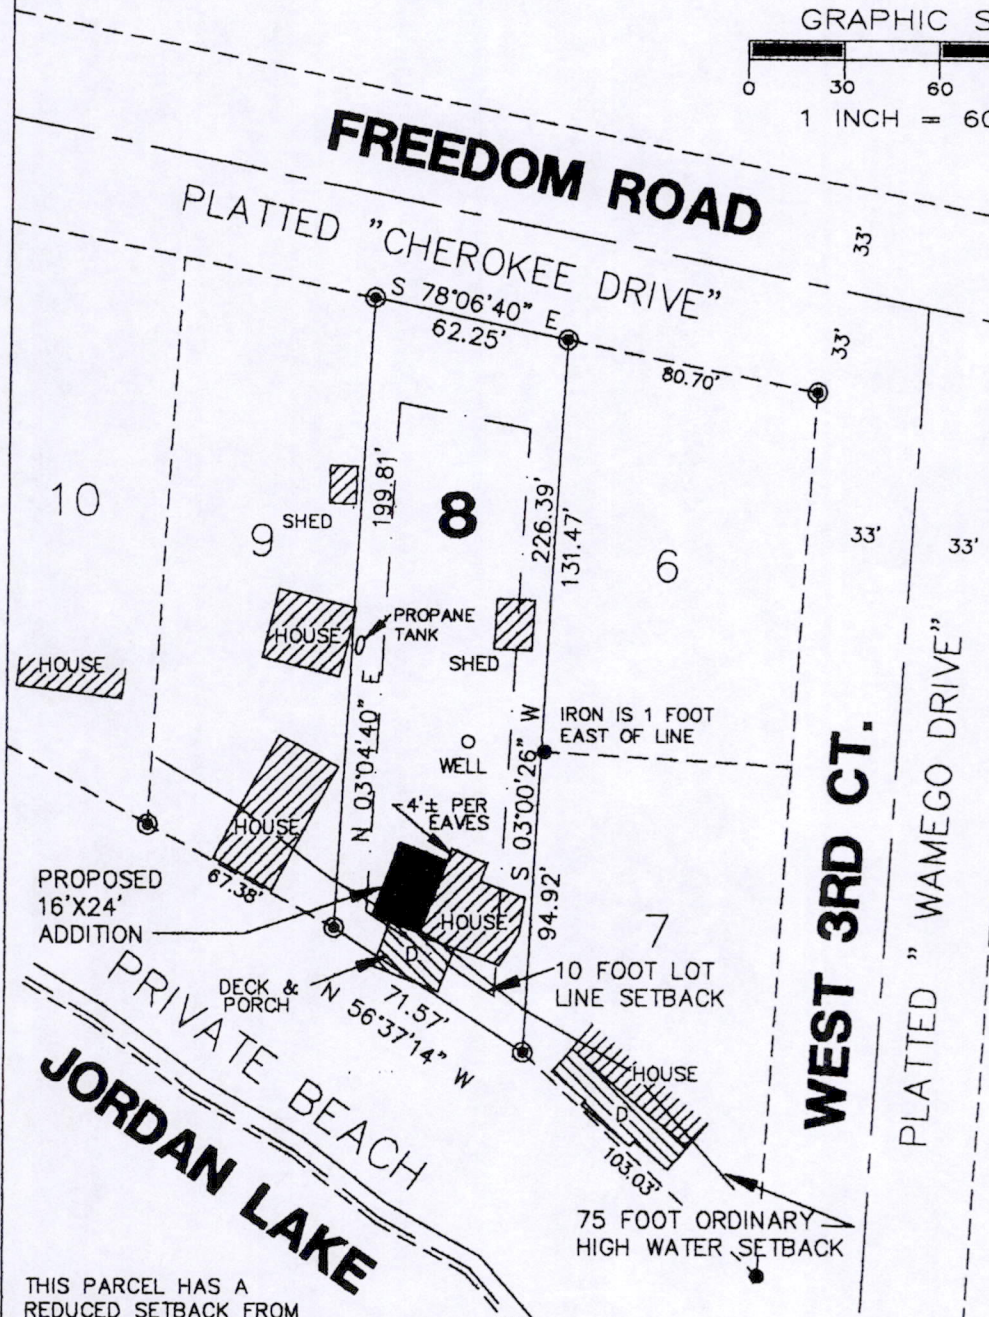 GRAPHIC S
0 30 60
1 INCH = 60
FREEDOM ROAD
PLATTED "CHEROKEE DRIVE"
33'
33'
S 78°06'40" E
62.25'
80.70'
10
9
SHED
199.81'
8
226.39'
131.47'
6
33'
33'
HOUSE
PROPANE
TANK
SHED
HOUSE
N 03°04'40" E
IRON IS 1 FOOT
EAST OF LINE
WELL
S 03°00'26" W
4'± PER
EAVES
HOUSE
67.38'
PROPOSED
16'X24'
ADDITION
HOUSE
94.92'
7
D
10 FOOT LOT
LINE SETBACK
DECK &
PORCH
71.57'
N 56°37'14" W
PRIVATE BEACH
JORDAN LAKE
HOUSE
D
103.03'
WEST 3RD CT.
PLATTED " WAMEGO DRIVE"
75 FOOT ORDINARY
HIGH WATER SETBACK
THIS PARCEL HAS A
REDUCED SETBACK FROM